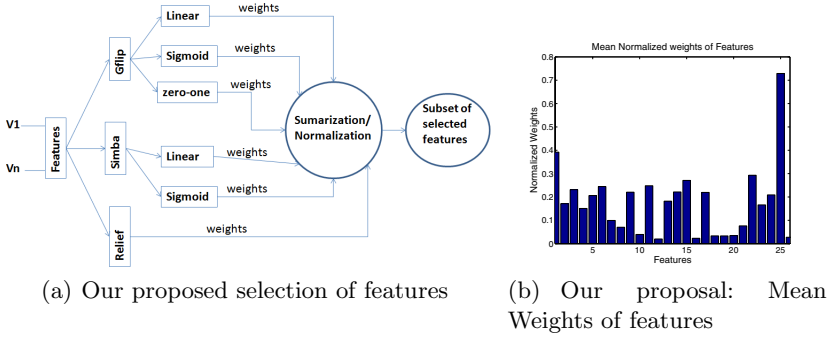 Linear
weights
Sigmoid
weights
Gflip
zero-one
weights
V1
Vn
Features
Simba
Linear
weights
Sigmoid
weights
Relief
weights
Sumarization/
Normalization
Subset of
selected
features
(a) Our proposed selection of features
Mean Normalized weights of Features
Normalized Weights
0.8
0.7
0.6
0.5
0.4
0.3
0.2
0.1
0
5
10
15
20
25
Features
(b) Our proposal: Mean
Weights of features